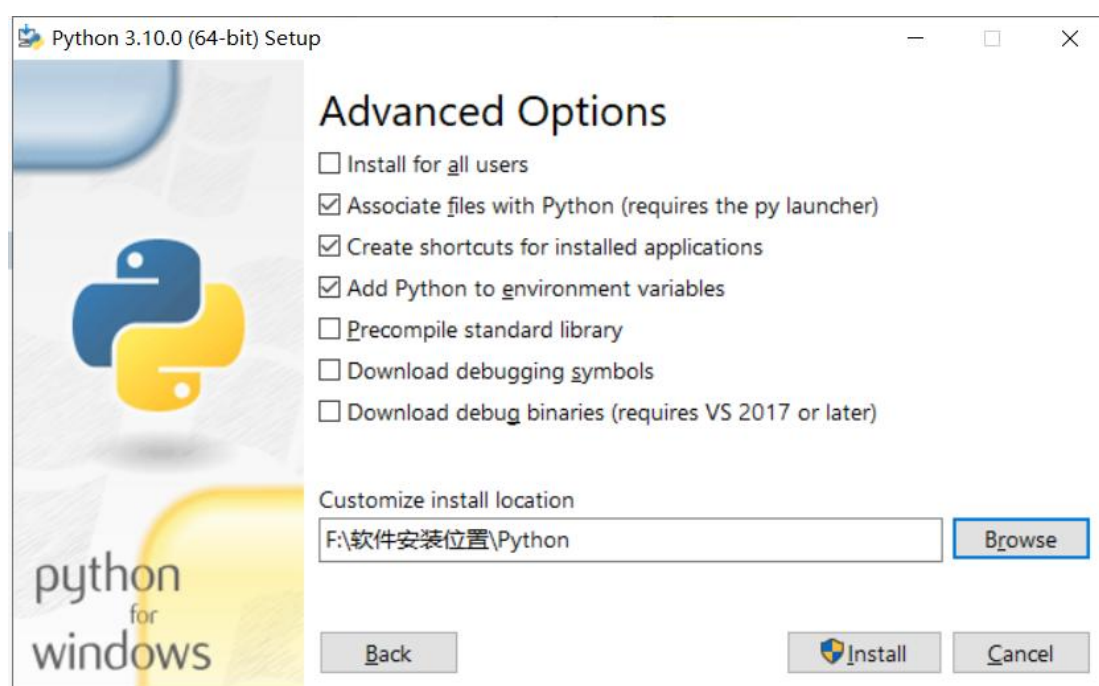 Python 3.10.0 (64-bit) Setup
Advanced Options
Install for all users
Associate files with Python (requires the py launcher)
Create shortcuts for installed applications
Add Python to environment variables
Precompile standard library
Download debugging symbols
Download debug binaries (requires VS 2017 or later)
Customize install location
F:\软件安装位置\Python
Browse
python
for
windows
Back
Install
Cancel